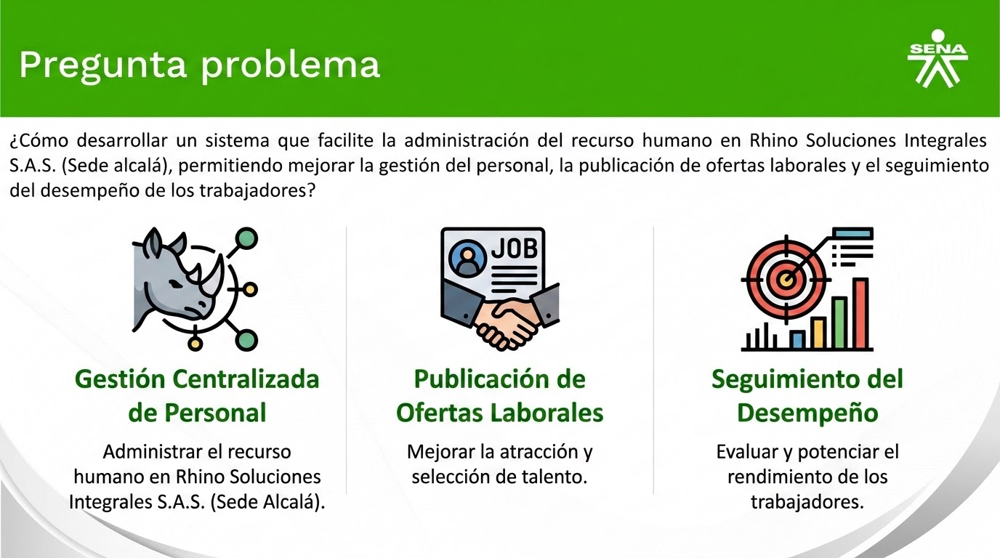 Pregunta problema
SENA
¿Cómo desarrollar un sistema que facilite la administración del recurso humano en Rhino Soluciones Integrales
S.A.S. (Sede alcalá), permitiendo mejorar la gestión del personal, la publicación de ofertas laborales y el seguimiento
del desempeño de los trabajadores?
JOB
Gestión Centralizada
de Personal
Administrar el recurso
humano en Rhino Soluciones
Integrales S.A.S. (Sede Alcalá).
Publicación de
Ofertas Laborales
Mejorar la atracción y
selección de talento.
Seguimiento del
Desempeño
Evaluar y potenciar el
rendimiento de los
trabajadores.